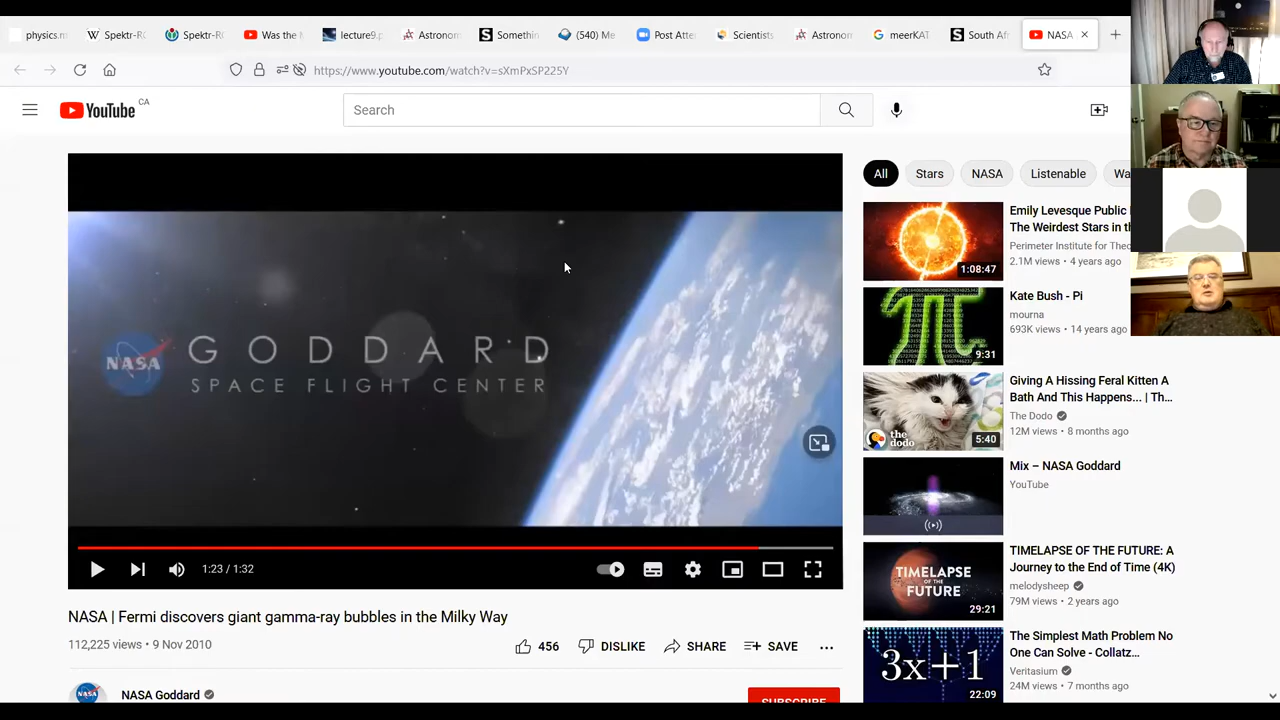 physics.m
Spektr-R(
Spektr-R(
Was the M
lecture9.p
Astronom
Someth
(540) Me
Post Atte
Scientists
Astronon
meerKAT
South Af
NASA
https://www.youtube.com/watch?v=sXmPxSP225Y
YouTube CA
Search
NASA
GODDARD
SPACE FLIGHT CENTER
1:23 / 1:32
NASA | Fermi discovers giant gamma-ray bubbles in the Milky Way
112,225 views • 9 Nov 2010
456
DISLIKE
SHARE
SAVE
NASA Goddard
SUBSCRIBE
All
Stars
NASA
Listenable
Wa
Emily Levesque Public
The Weirdest Stars in th
Perimeter Institute for Theo
2.1M views • 4 years ago
1:08:47
Kate Bush - Pi
mourna
693K views • 14 years ago
9:31
Giving A Hissing Feral Kitten A
Bath And This Happens... | Th...
The Dodo
12M views • 8 months ago
the
dodo
5:40
Mix – NASA Goddard
YouTube
TIMELAPSE OF THE FUTURE: A
Journey to the End of Time (4K)
melodysheep
79M views • 2 years ago
TIMELAPSE
OF THE
FUTURE
29:21
The Simplest Math Problem No
One Can Solve - Collatz...
Veritasium
24M views • 7 months ago
3x+1
22:09